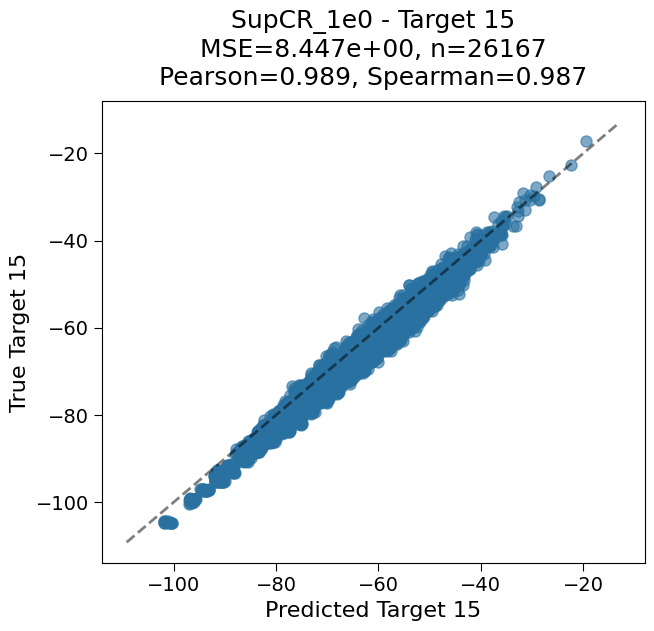 SupCR_1e0 - Target 15
MSE=8.447e+00, n=26167
Pearson=0.989, Spearman=0.987
−20
−40
−60
−80
−100
True Target 15
−100
−80
−60
−40
−20
Predicted Target 15